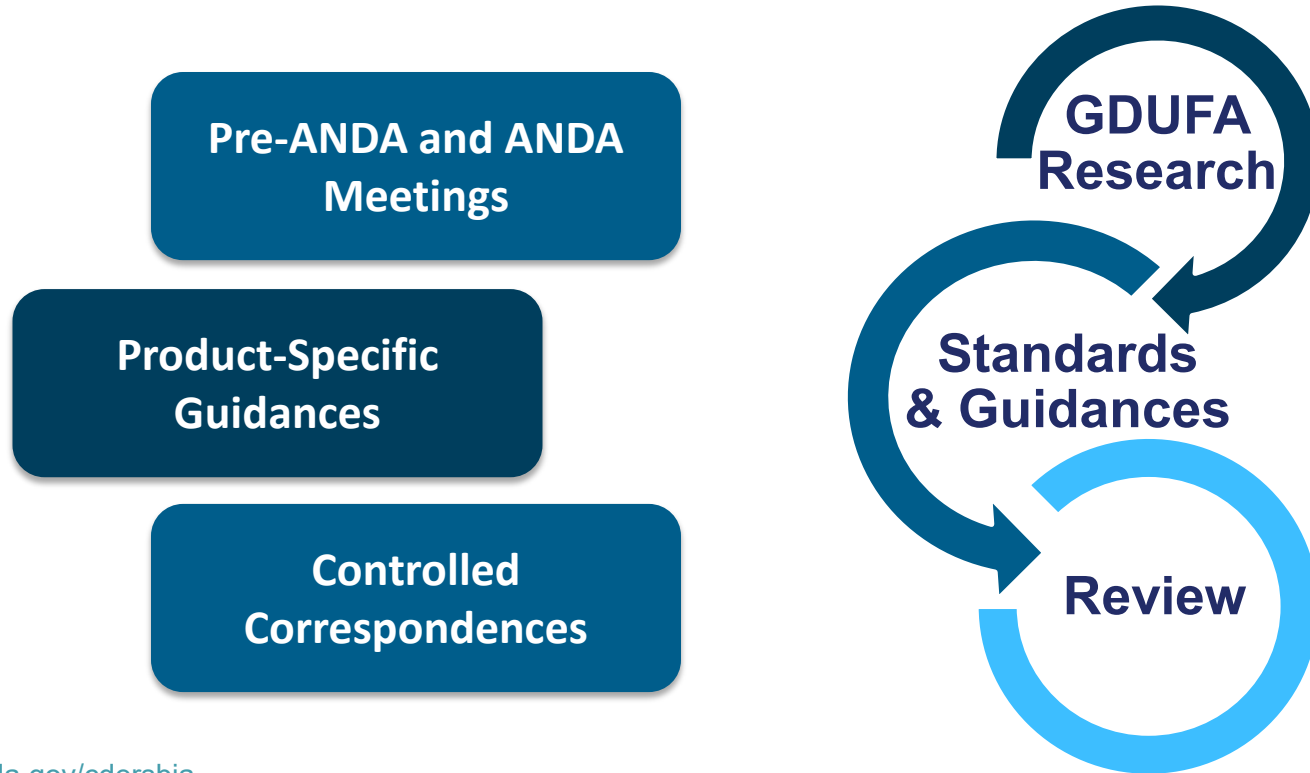 Pre-ANDA and ANDA
Meetings
Product-Specific
Guidances
Controlled
Correspondences
GDUFA
Research
Standards
& Guidances
Review